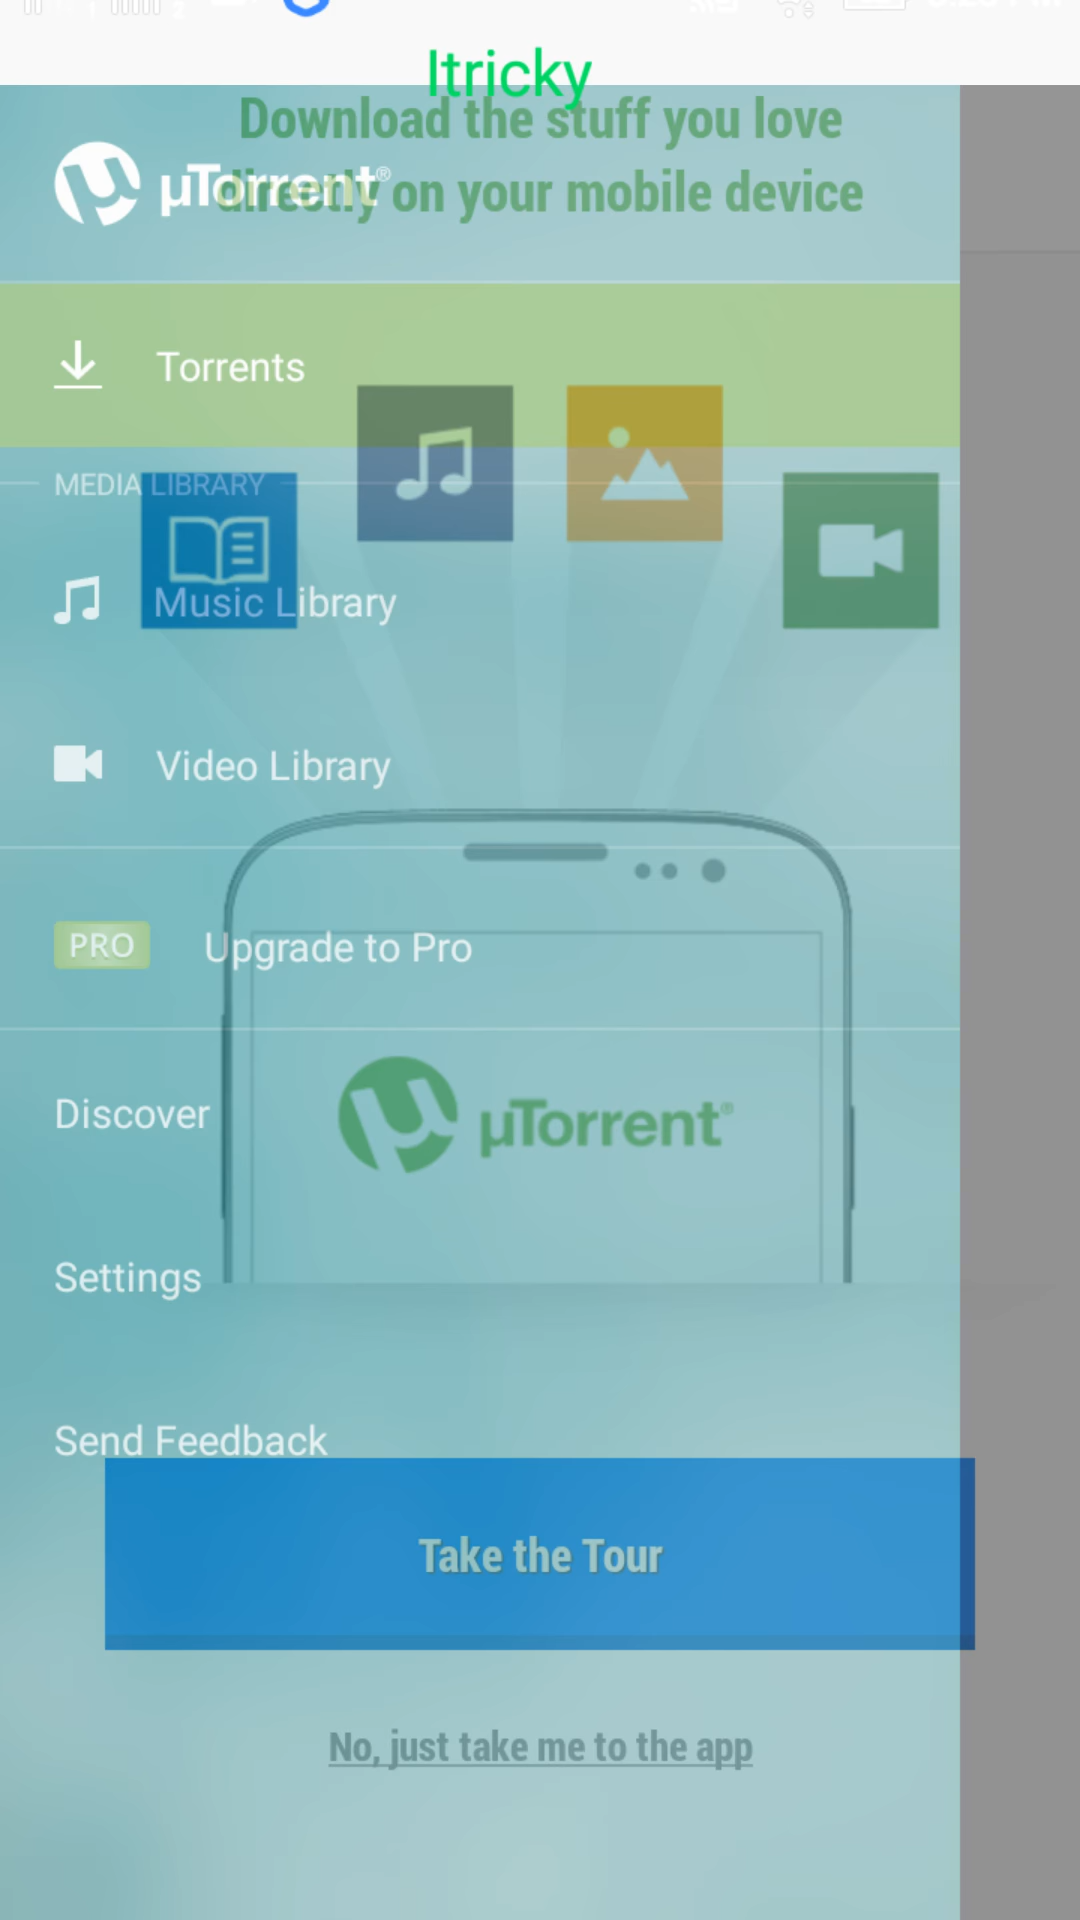 Itricky
Download the stuff you love
directly on your mobile device
µTorrent®
Torrents
MEDIA LIBRARY
Music Library
Video Library
PRO Upgrade to Pro
µTorrent®
Discover
Settings
Send Feedback
Take the Tour
No, just take me to the app